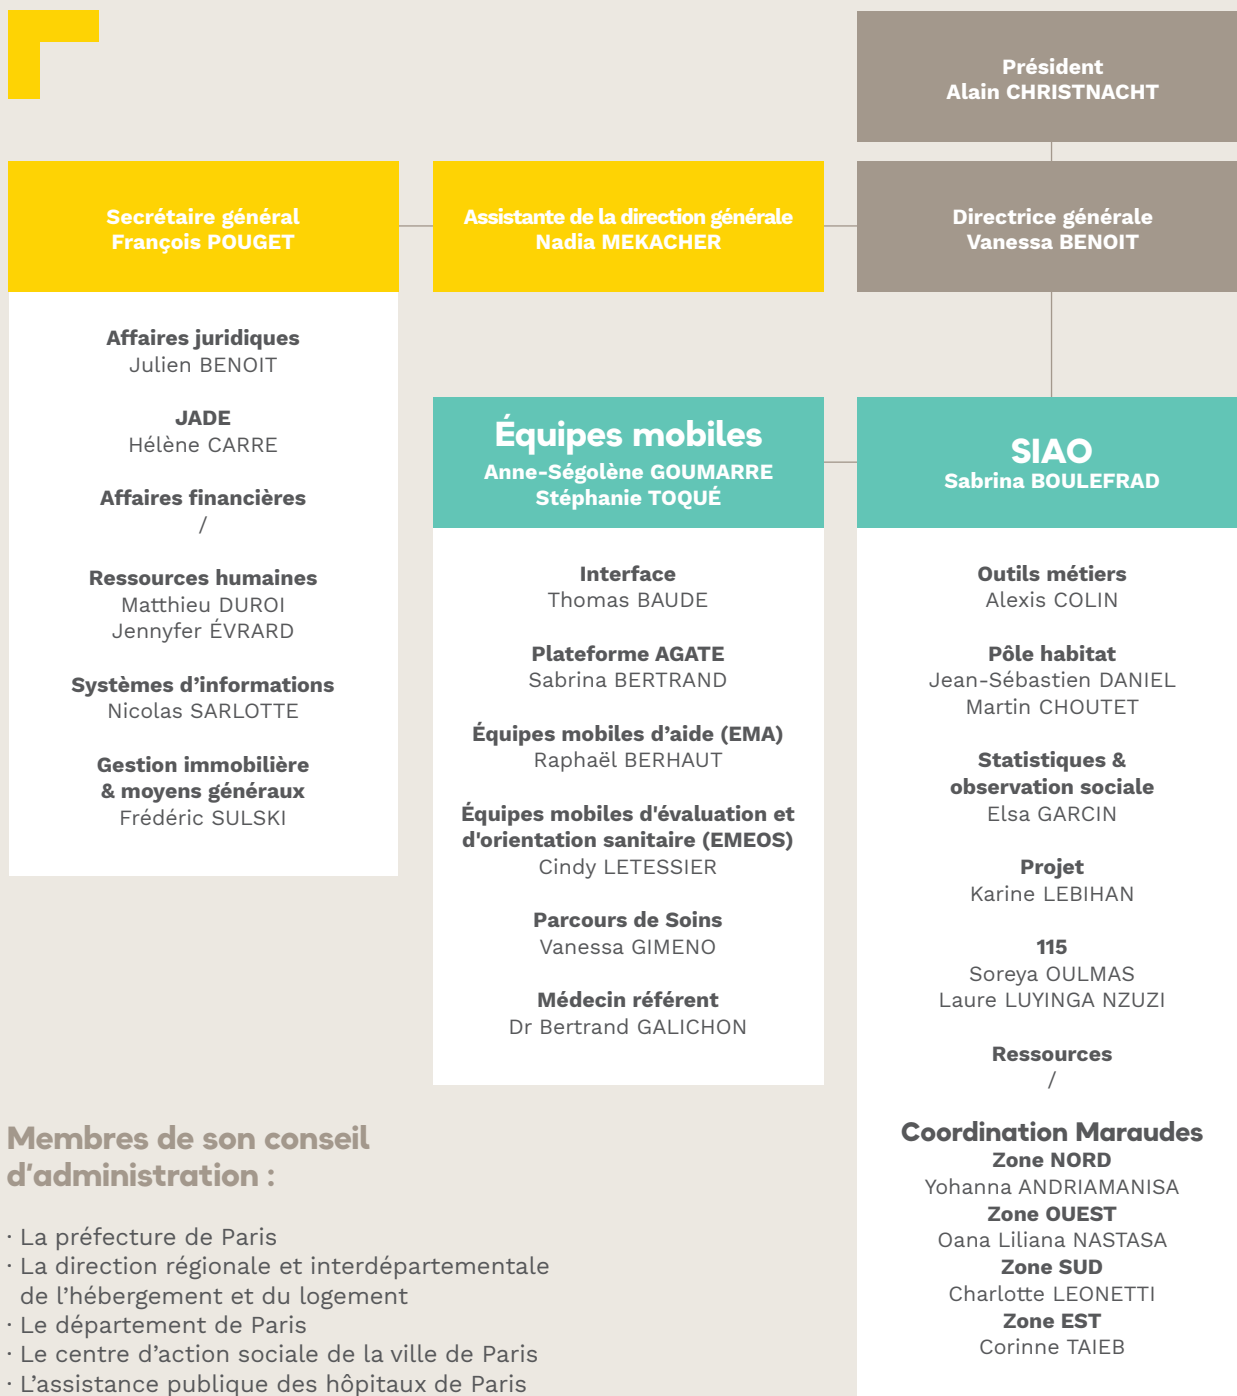 Président
Alain CHRISTNACHT
Secrétaire général
François POUGET
Assistante de la direction générale
Nadia MEKACHER
Directrice générale
Vanessa BENOIT
Affaires juridiques
Julien BENOIT
JADE
Hélène CARRE
Affaires financières
/
Ressources humaines
Matthieu DUROI
Jennyfer ÉVRARD
Systèmes d’informations
Nicolas SARLOTTE
Gestion immobilière
& moyens généraux
Frédéric SULSKI
Équipes mobiles
Anne-Ségolène GOUMARRE
Stéphanie TOQUÉ
Interface
Thomas BAUDE
Plateforme AGATE
Sabrina BERTRAND
Équipes mobiles d’aide (EMA)
Raphaël BERHAUT
Équipes mobiles d'évaluation et
d'orientation sanitaire (EMEOS)
Cindy LETESSIER
Parcours de Soins
Vanessa GIMENO
Médecin référent
Dr Bertrand GALICHON
SIAO
Sabrina BOULEFRAD
Outils métiers
Alexis COLIN
Pôle habitat
Jean-Sébastien DANIEL
Martin CHOUTET
Statistiques &
observation sociale
Elsa GARCIN
Projet
Karine LEBIHAN
115
Soreya OULMAS
Laure LUYINGA NZUZI
Ressources
/
Coordination Maraudes
Zone NORD
Yohanna ANDRIAMANISA
Zone OUEST
Oana Liliana NASTASA
Zone SUD
Charlotte LEONETTI
Zone EST
Corinne TAIEB
Membres de son conseil
d’administration :
· La préfecture de Paris
· La direction régionale et interdépartementale
de l’hébergement et du logement
· Le département de Paris
· Le centre d’action sociale de la ville de Paris
· L’assistance publique des hôpitaux de Paris